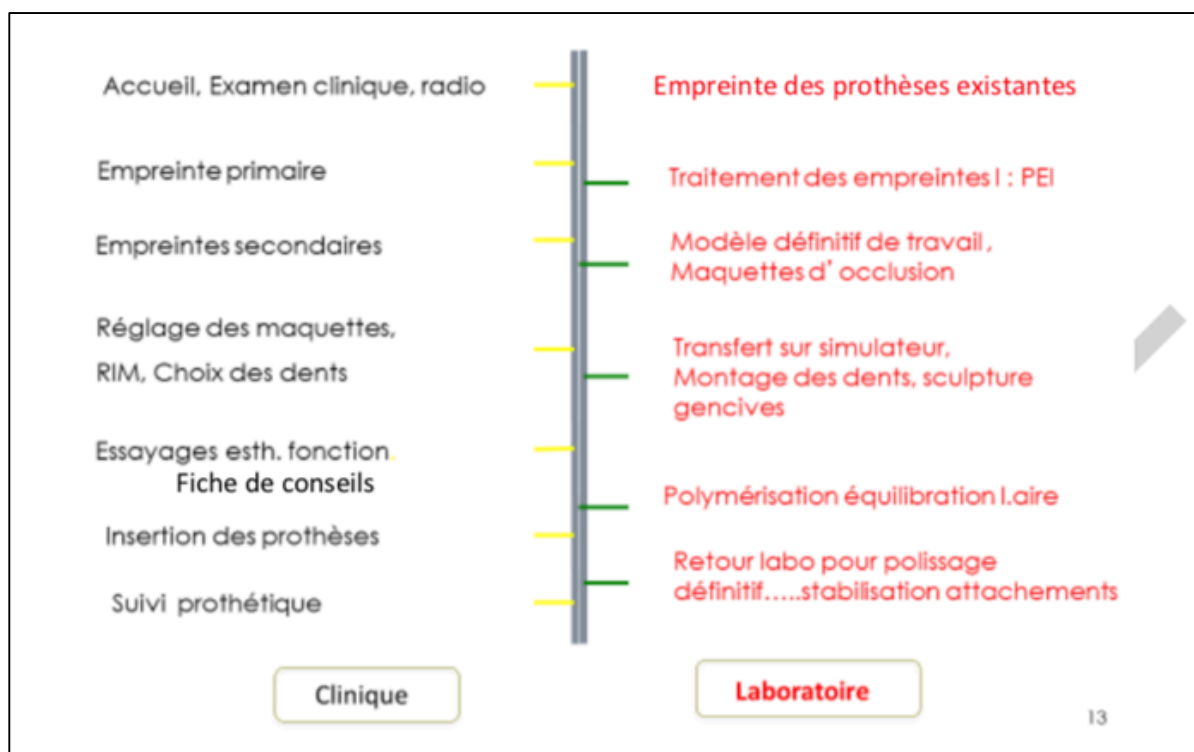 Accueil, Examen clinique, radio
Empreinte des prothèses existantes
Empreinte primaire
Traitement des empreintes I : PEI
Empreintes secondaires
Modèle définitif de travail,
Maquettes d' occlusion
Réglage des maquettes,
RIM, Choix des dents
Transfert sur simulateur,
Montage des dents, sculpture
gencives
Essayages esth. fonction.
Fiche de conseils
Polymérisation équilibration I.aire
Insertion des prothèses
Retour labo pour polissage
définitif.....stabilisation attachements
Suivi prothétique
Clinique
Laboratoire
13